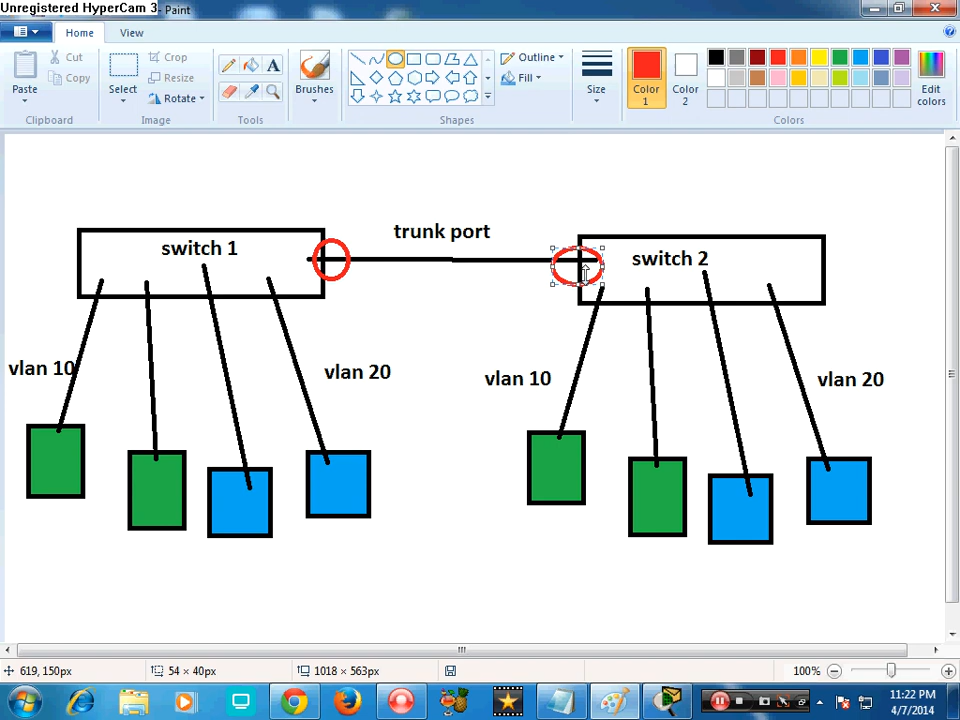 Unregistered HyperCam 3 - Paint
Home
View
Paste
Cut
Copy
Clipboard
Select
Crop
Resize
Rotate
Image
A
Tools
Brushes
Outline
Fill
Shapes
Size
Color 1
Color 2
Edit colors
Colors
trunk port
switch 1
switch 2
vlan 10
vlan 20
vlan 10
vlan 20
619, 150px
54 × 40px
1018 × 563px
100%
11:22 PM
4/7/2014